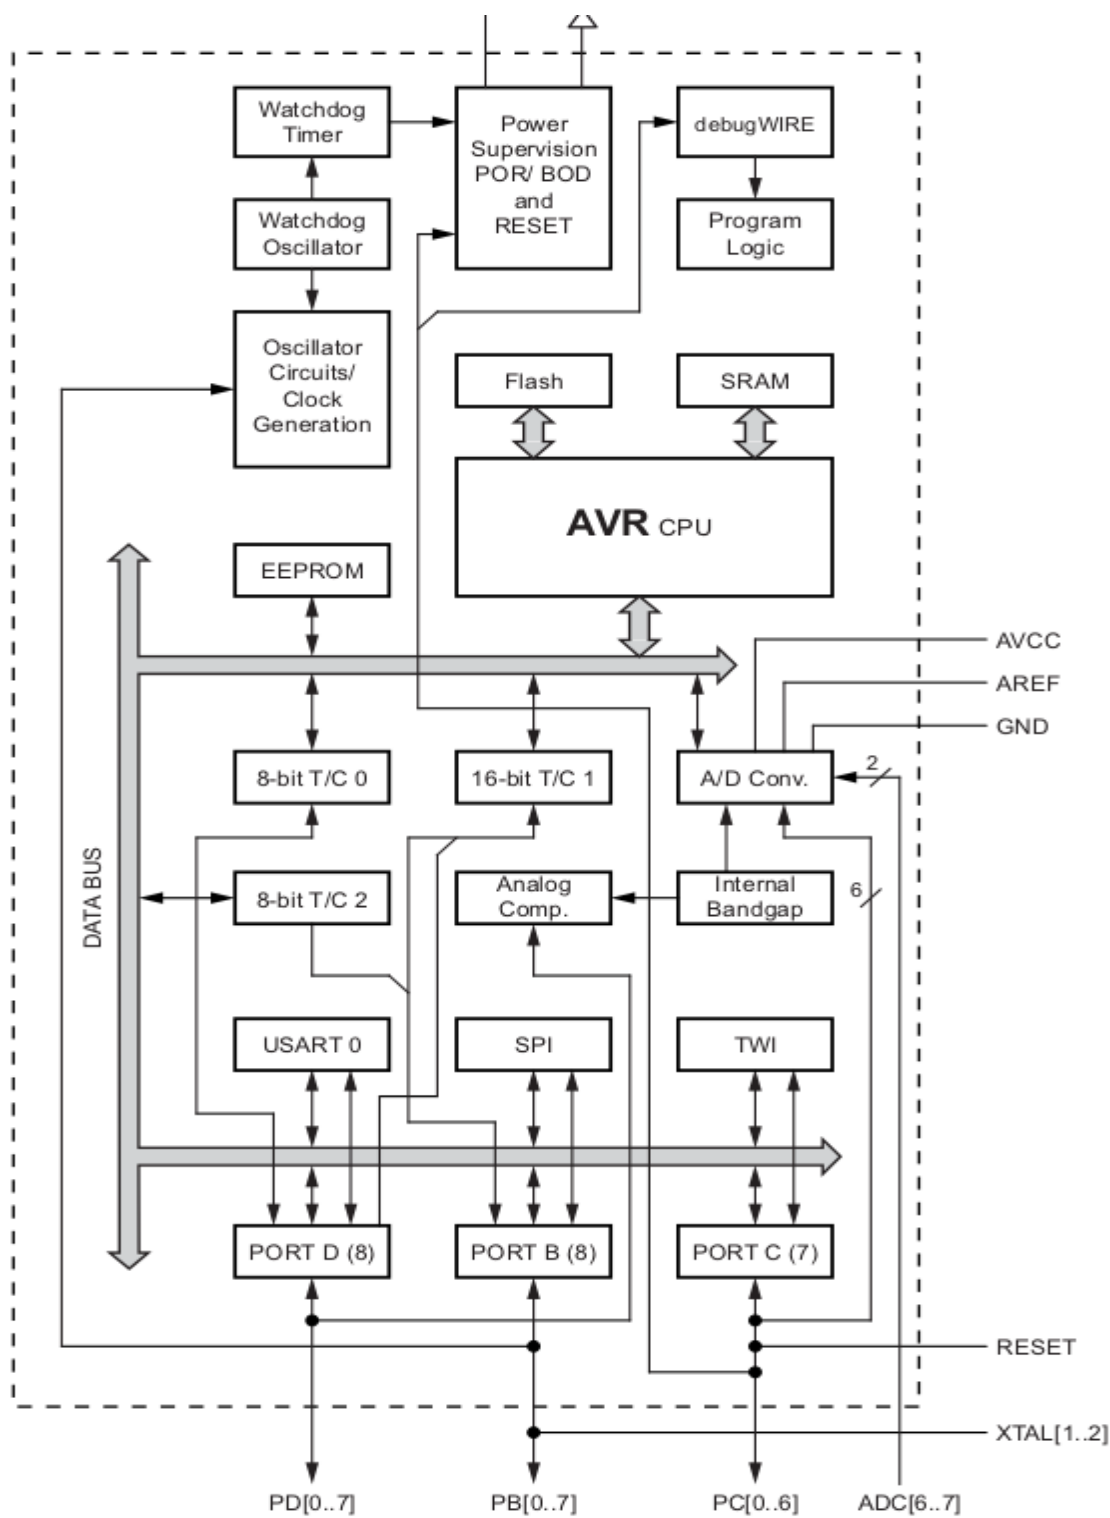 Watchdog
Timer
Power
Supervision
POR/ BOD
and
RESET
debugWIRE
Watchdog
Oscillator
Program
Logic
Oscillator
Circuits/
Clock
Generation
Flash
SRAM
AVR CPU
EEPROM
AVCC
AREF
GND
8-bit T/C 0
16-bit T/C 1
A/D Conv.
2
DATA BUS
8-bit T/C 2
Analog
Comp.
Internal
Bandgap
6
USART 0
SPI
TWI
PORT D (8)
PORT B (8)
PORT C (7)
RESET
XTAL[1..2]
PD[0..7]
PB[0..7]
PC[0..6]
ADC[6..7]